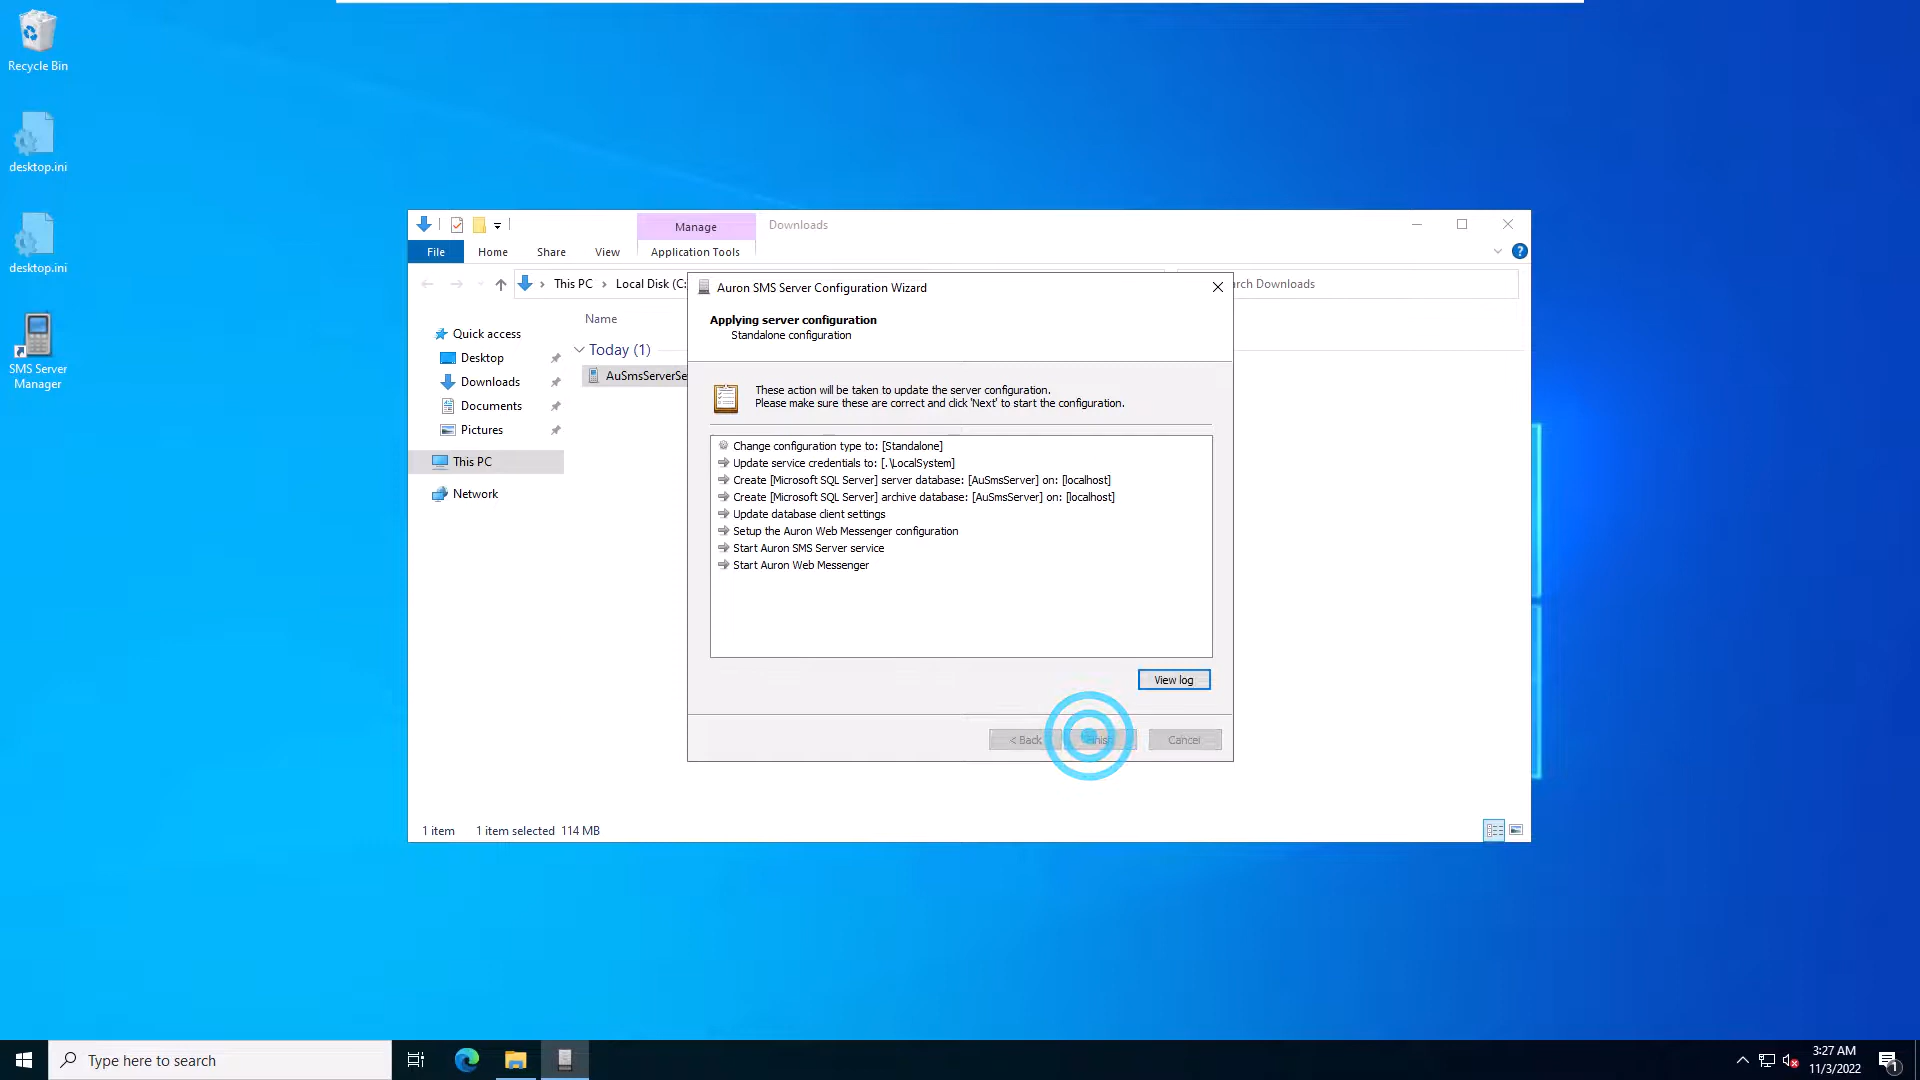 Recycle Bin
desktop.ini
desktop.ini
SMS Server
Manager
Manage
Downloads
File
Home
Share
View
Application Tools
This PC
Local Disk (C:
rch Downloads
Quick access
Desktop
Downloads
Documents
Pictures
This PC
Network
Name
Today (1)
AuSmsServerSe
Auron SMS Server Configuration Wizard
Applying server configuration
Standalone configuration
These action will be taken to update the server configuration.
Please make sure these are correct and click 'Next' to start the configuration.
Change configuration type to: [Standalone]
Update service credentials to: [.\LocalSystem]
Create [Microsoft SQL Server] server database: [AuSmsServer] on: [localhost]
Create [Microsoft SQL Server] archive database: [AuSmsServer] on: [localhost]
Update database client settings
Setup the Auron Web Messenger configuration
Start Auron SMS Server service
Start Auron Web Messenger
View log
< Back
Finish
Cancel
1 item
1 item selected 114 MB
Type here to search
3:27 AM
11/3/2022
1